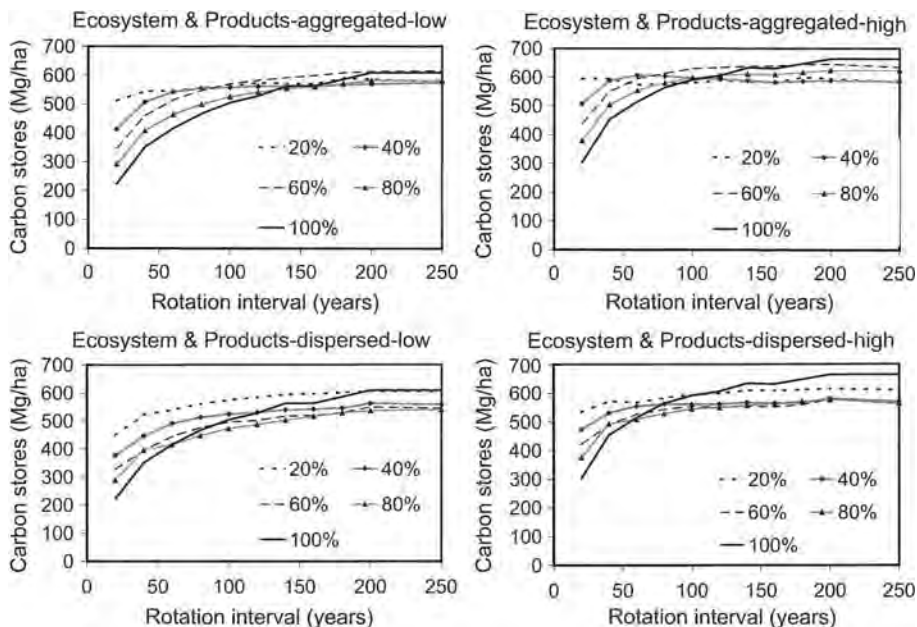 Ecosystem & Products-aggregated-low
Carbon stores (Mg/ha)
700
600
500
400
300
200
100
0
20% 40%
60% 80%
100%
0 50 100 150 200 250
Rotation interval (years)
Ecosystem & Products-aggregated-high
Carbon stores (Mg/ha)
700
600
500
400
300
200
100
0
20% 40%
60% 80%
100%
0 50 100 150 200 250
Rotation interval (years)
Ecosystem & Products-dispersed-low
Carbon stores (Mg/ha)
700
600
500
400
300
200
100
0
20% 40%
60% 80%
100%
0 50 100 150 200 250
Rotation interval (years)
Ecosystem & Products-dispersed-high
Carbon stores (Mg/ha)
700
600
500
400
300
200
100
0
20% 40%
60% 80%
100%
0 50 100 150 200 250
Rotation interval (years)